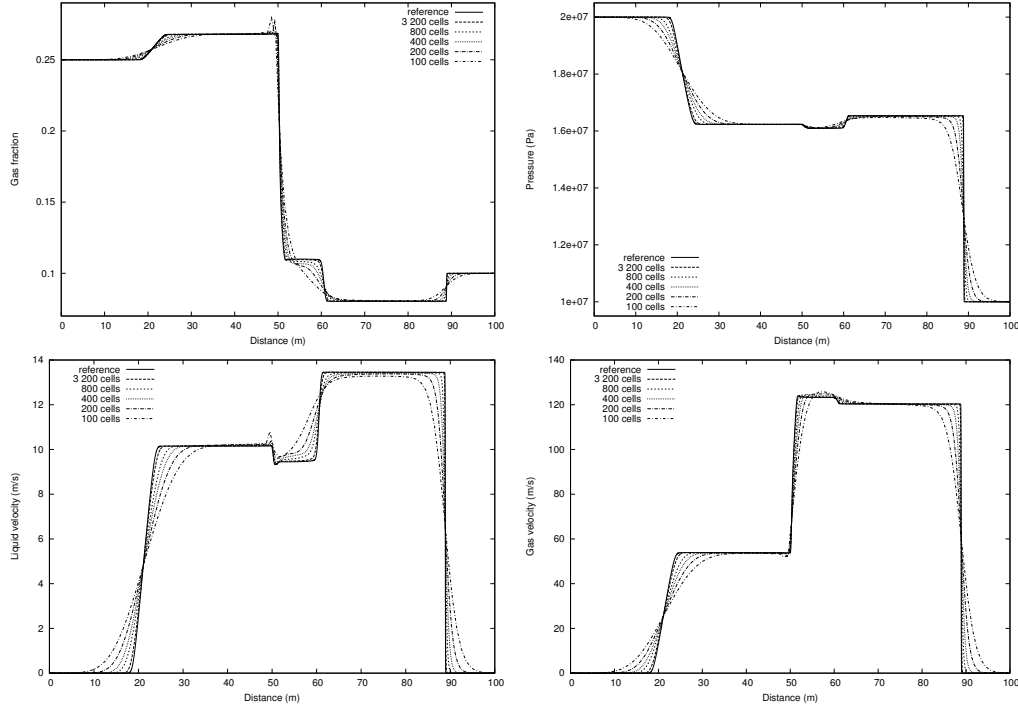 reference
3 200 cells
800 cells
400 cells
200 cells
100 cells
0.25
0.2
0.15
0.1
Gas fraction
0 10 20 30 40 50 60 70 80 90 100
Distance (m)
2e+07
1.8e+07
1.6e+07
1.4e+07
1.2e+07
1e+07
Pressure (Pa)
reference
3 200 cells
800 cells
400 cells
200 cells
100 cells
0 10 20 30 40 50 60 70 80 90 100
Distance (m)
14
12
10
8
6
4
2
0
Liquid velocity (m/s)
reference
3 200 cells
800 cells
400 cells
200 cells
100 cells
0 10 20 30 40 50 60 70 80 90 100
Distance (m)
140
120
100
80
60
40
20
0
Gas velocity (m/s)
reference
3 200 cells
800 cells
400 cells
200 cells
100 cells
0 10 20 30 40 50 60 70 80 90 100
Distance (m)